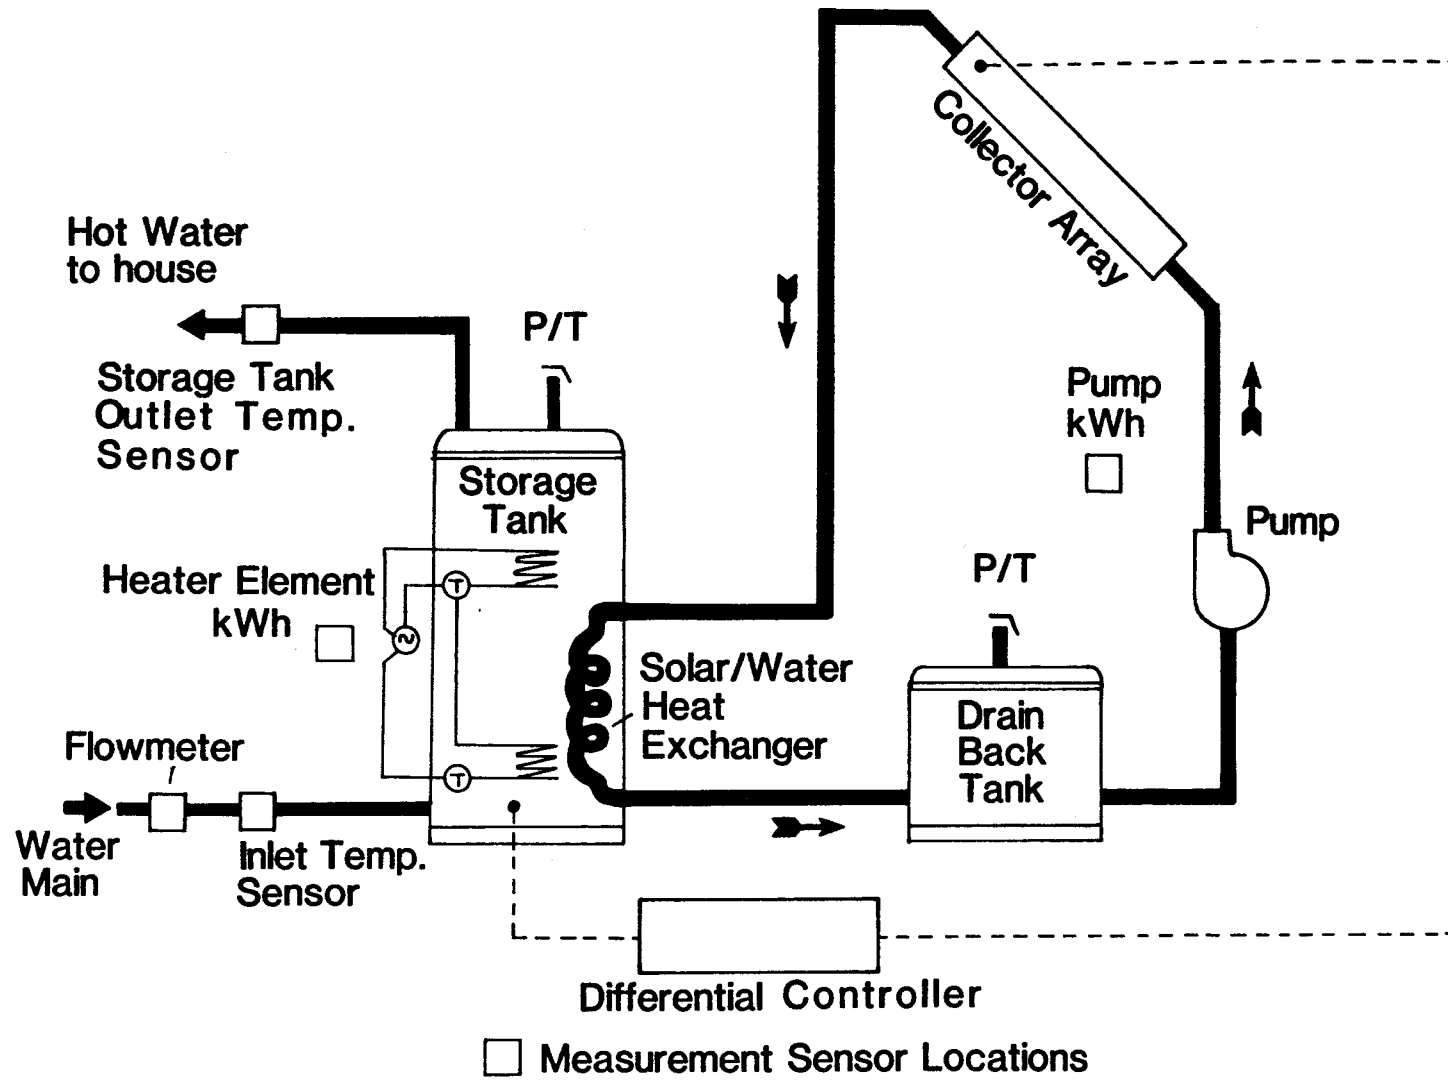 Collector Array
Hot Water
to house
P/T
Storage Tank
Outlet Temp.
Sensor
Pump
kWh
Storage
Tank
Pump
P/T
Heater Element
kWh
T
~
Solar/Water
Heat
Exchanger
Drain
Back
Tank
Flowmeter
T
Water
Main
Inlet Temp.
Sensor
Differential Controller
Measurement Sensor Locations